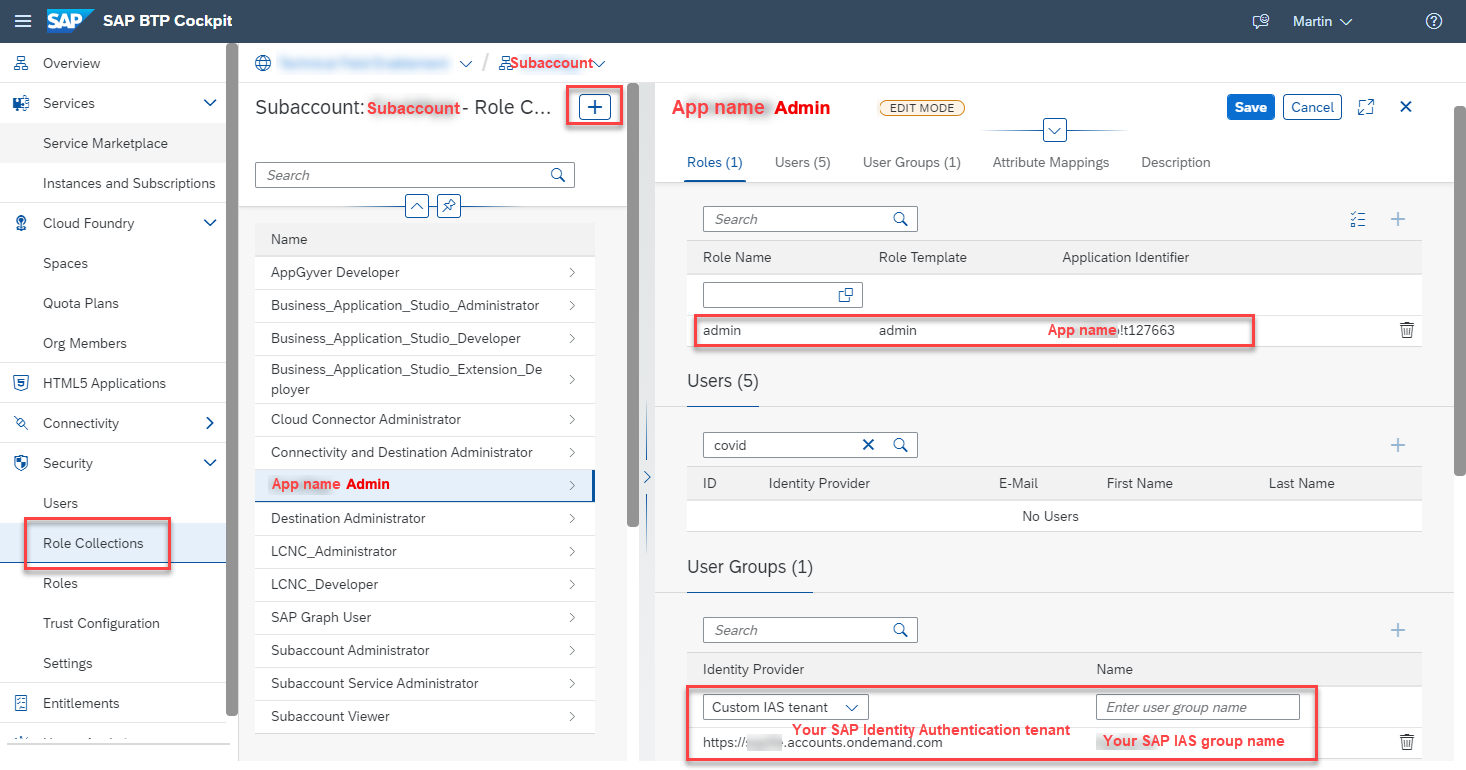 SAP
SAP BTP Cockpit
Martin
Overview
Services
Service Marketplace
Instances and Subscriptions
Cloud Foundry
Spaces
Quota Plans
Org Members
HTML5 Applications
Connectivity
Security
Users
Role Collections
Roles
Trust Configuration
Settings
Entitlements
/ Subaccount
Subaccount: Subaccount - Role C...
Search
Name
AppGyver Developer
Business_Application_Studio_Administrator
Business_Application_Studio_Developer
Business_Application_Studio_Extension_De
ployer
Cloud Connector Administrator
Connectivity and Destination Administrator
App name Admin
Destination Administrator
LCNC_Administrator
LCNC_Developer
SAP Graph User
Subaccount Administrator
Subaccount Service Administrator
Subaccount Viewer
App name Admin
EDIT MODE
Save Cancel
Roles (1) Users (5) User Groups (1) Attribute Mappings Description
Search
Role Name Role Template Application Identifier
admin admin App name !t127663
Users (5)
covid
ID Identity Provider E-Mail First Name Last Name
No Users
User Groups (1)
Search
Identity Provider Name
Custom IAS tenant Enter user group name
Your SAP Identity Authentication tenant
https:// .accounts.ondemand.com Your SAP IAS group name